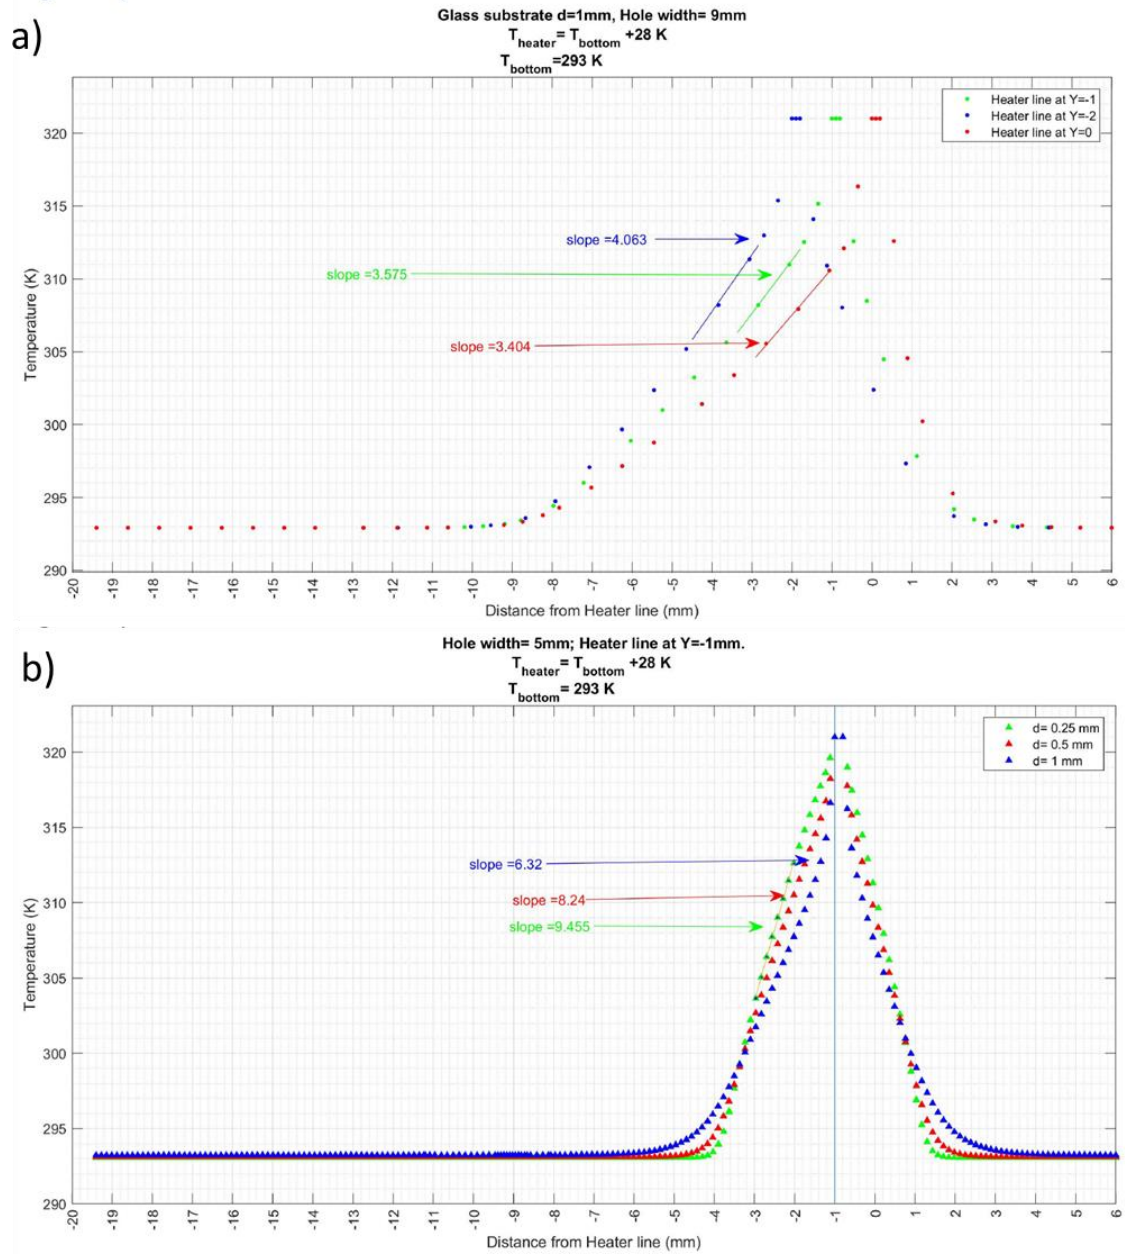 a)
Glass substrate d=1mm, Hole width= 9mm
T_heater= T_bottom +28 K
T_bottom=293 K
320
315
310
305
300
295
290
Temperature (K)
Heater line at Y=-1
Heater line at Y=-2
Heater line at Y=0
slope =4.063
slope =3.575
slope =3.404
-20 -19 -18 -17 -16 -15 -14 -13 -12 -11 -10 -9 -8 -7 -6 -5 -4 -3 -2 -1 0 1 2 3 4 5 6
Distance from Heater line (mm)
b)
Hole width= 5mm; Heater line at Y=-1mm.
T_heater= T_bottom +28 K
T_bottom= 293 K
320
315
310
305
300
295
290
Temperature (K)
d= 0.25 mm
d= 0.5 mm
d= 1 mm
slope =6.32
slope =8.24
slope =9.455
-20 -19 -18 -17 -16 -15 -14 -13 -12 -11 -10 -9 -8 -7 -6 -5 -4 -3 -2 -1 0 1 2 3 4 5 6
Distance from Heater line (mm)